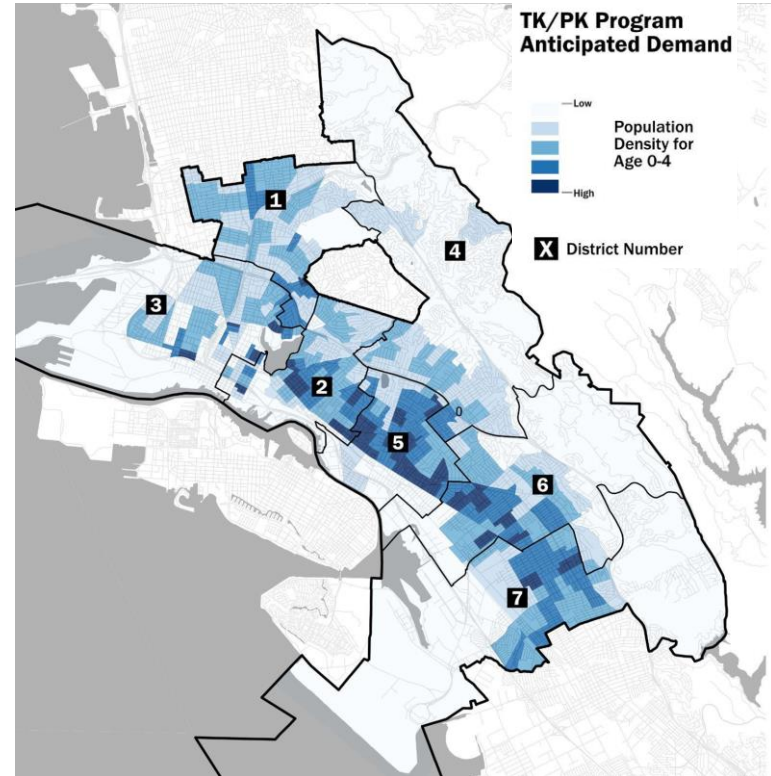 TK/PK Program
Anticipated Demand
Low
Population
Density for
Age 0-4
High
X District Number
1
4
3
2
5
6
7